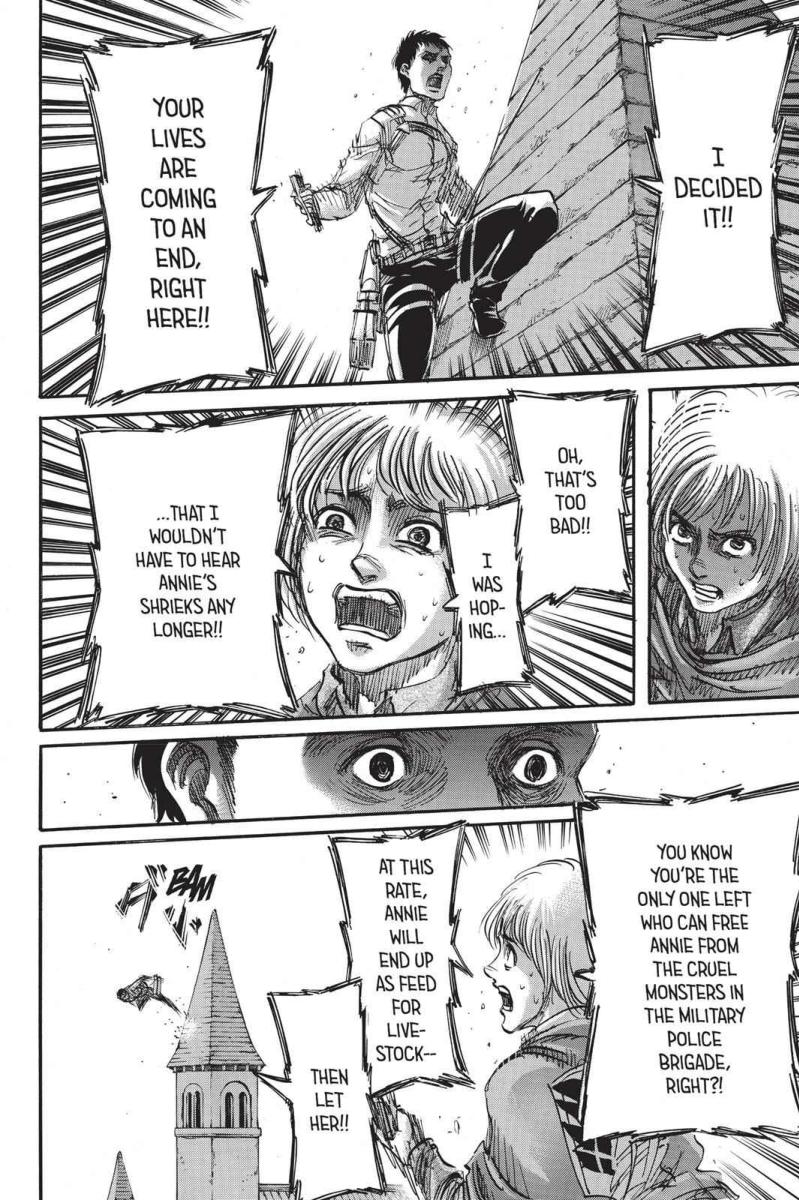 I
DECIDED
IT!!
YOUR
LIVES
ARE
COMING
TO AN
END,
RIGHT
HERE!!
OH,
THAT'S
TOO
BAD!!
I
WAS
HOP-
ING...
...THAT I
WOULDN'T
HAVE TO HEAR
ANNIE'S
SHRIEKS ANY
LONGER!!
YOU KNOW
YOU'RE THE
ONLY ONE LEFT
WHO CAN FREE
ANNIE FROM
THE CRUEL
MONSTERS IN
THE MILITARY
POLICE
BRIGADE,
RIGHT?!
AT THIS
RATE,
ANNIE
WILL
END UP
AS FEED
FOR
LIVE-
STOCK--
THEN
LET
HER!!
BAM
ダッ